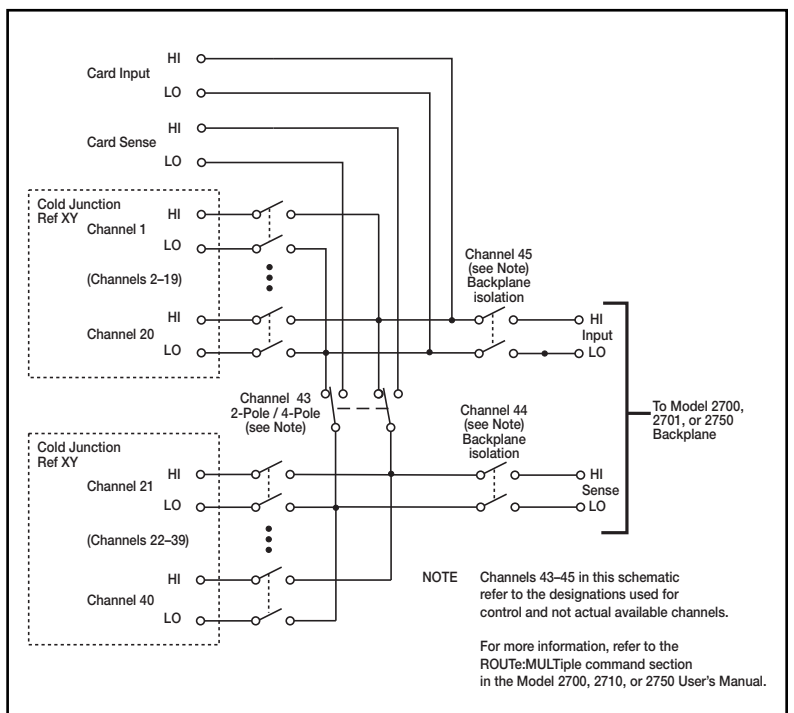 HI
Card Input
LO
HI
Card Sense
LO
Cold Junction
Ref XY
HI
Channel 1
LO
(Channels 2–19)
HI
Channel 20
LO
Channel 45
(see Note)
Backplane
isolation
HI
Input
LO
Channel 43
2-Pole / 4-Pole
(see Note)
Channel 44
(see Note)
Backplane
isolation
To Model 2700,
2701, or 2750
Backplane
Cold Junction
Ref XY
HI
Channel 21
LO
(Channels 22–39)
HI
Channel 40
LO
HI
Sense
LO
NOTE Channels 43–45 in this schematic
refer to the designations used for
control and not actual available channels.
For more information, refer to the
ROUTe:MULTiple command section
in the Model 2700, 2710, or 2750 User's Manual.